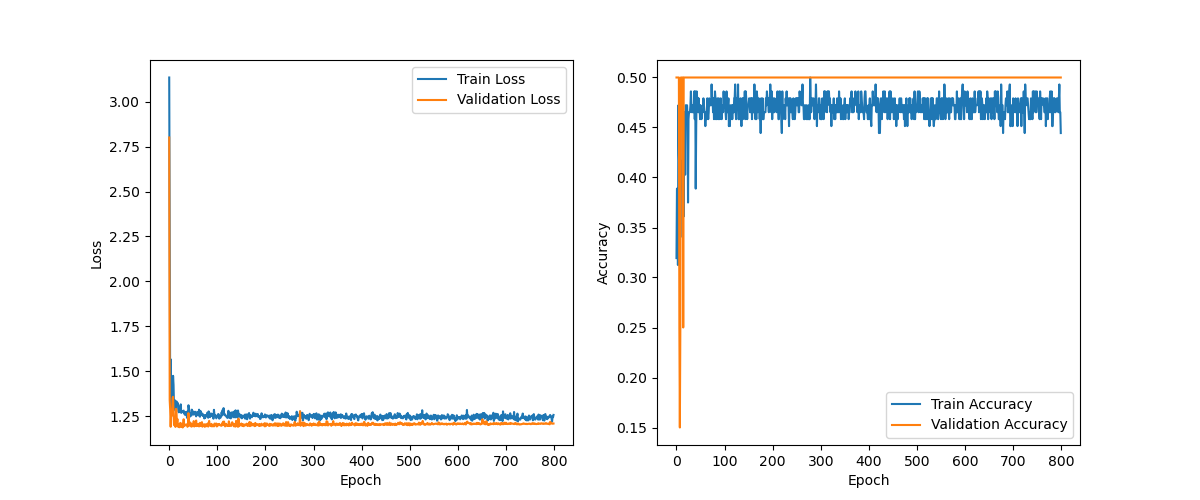 Train Loss
Validation Loss
3.00
2.75
2.50
2.25
2.00
1.75
1.50
1.25
Loss
0 100 200 300 400 500 600 700 800
Epoch
0.50
0.45
0.40
0.35
0.30
0.25
0.20
0.15
Accuracy
Train Accuracy
Validation Accuracy
0 100 200 300 400 500 600 700 800
Epoch